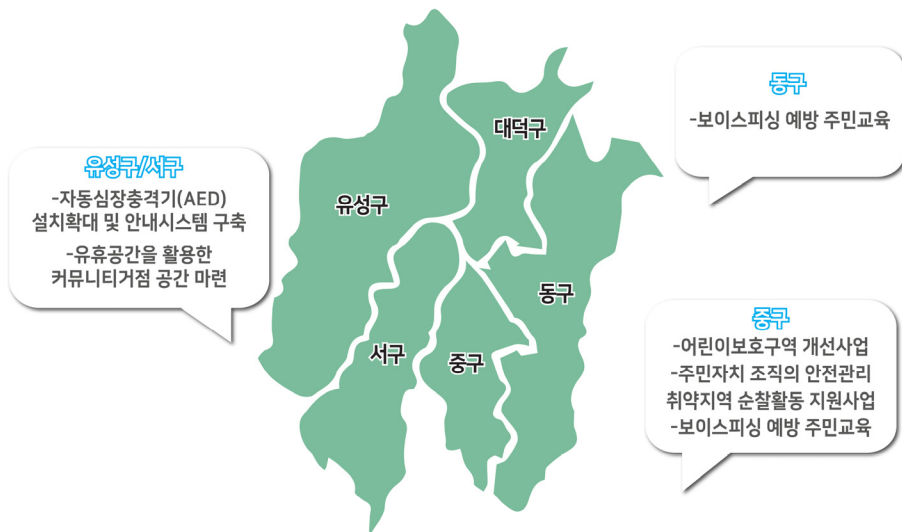 동구
-보이스피싱 예방 주민교육
대덕구
유성구/서구
-자동심장충격기(AED)
설치확대 및 안내시스템 구축
-유휴공간을 활용한
커뮤니티거점 공간 마련
유성구
동구
서구
중구
중구
-어린이보호구역 개선사업
-주민자치 조직의 안전관리
취약지역 순찰활동 지원사업
-보이스피싱 예방 주민교육